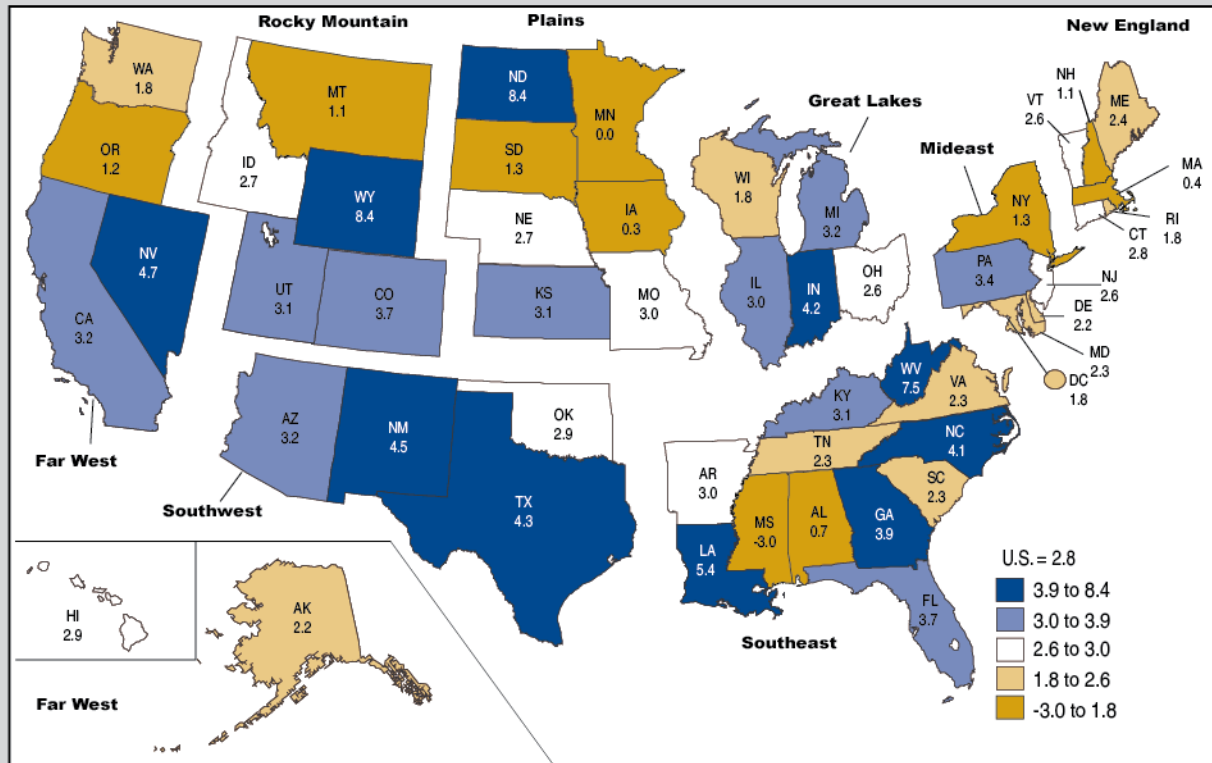 Rocky Mountain
Plains
New England
WA
1.8
MT
1.1
ND
8.4
MN
0.0
Great Lakes
NH
1.1
VT
2.6
ME
2.4
OR
1.2
ID
2.7
SD
1.3
WI
1.8
Mideast
MA
0.4
WY
8.4
NE
2.7
IA
0.3
MI
3.2
NY
1.3
RI
1.8
CT
2.8
NV
4.7
UT
3.1
CO
3.7
KS
3.1
MO
3.0
IL
3.0
IN
4.2
OH
2.6
PA
3.4
NJ
2.6
DE
2.2
MD
2.3
DC
1.8
CA
3.2
WV
7.5
VA
2.3
KY
3.1
AZ
3.2
NM
4.5
OK
2.9
TN
2.3
NC
4.1
Far West
AR
3.0
SC
2.3
Southwest
TX
4.3
MS
-3.0
AL
0.7
GA
3.9
LA
5.4
FL
3.7
Southeast
HI
2.9
AK
2.2
Far West
U.S. = 2.8
3.9 to 8.4
3.0 to 3.9
2.6 to 3.0
1.8 to 2.6
-3.0 to 1.8